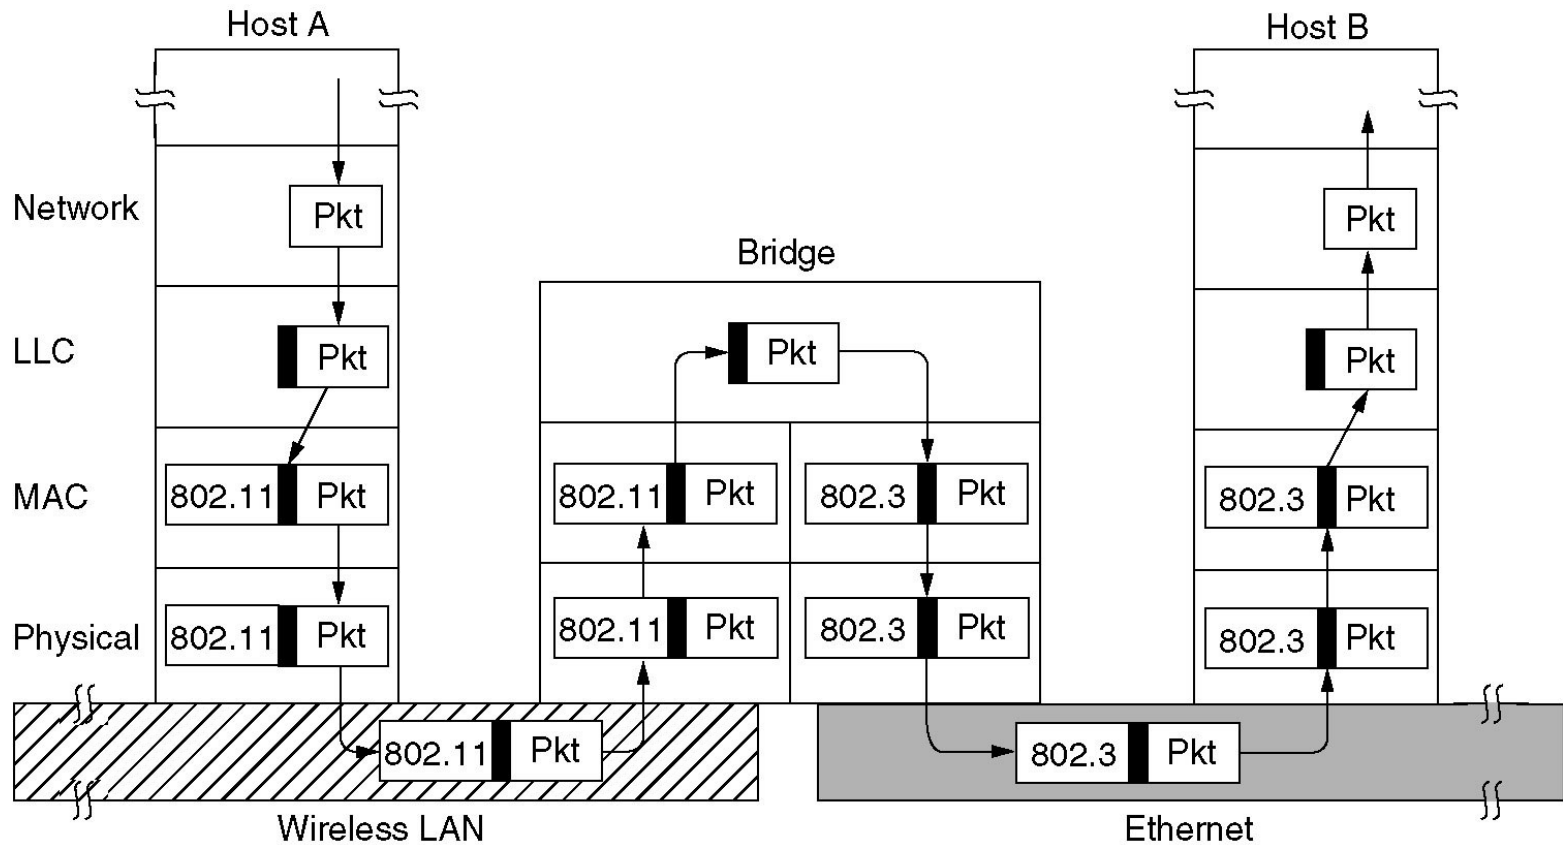 Host A
Host B
Network
Pkt
Pkt
Bridge
LLC
Pkt
Pkt
Pkt
MAC
802.11 Pkt
802.11 Pkt
802.3 Pkt
802.3 Pkt
Physical
802.11 Pkt
802.11 Pkt
802.3 Pkt
802.3 Pkt
802.11 Pkt
802.3 Pkt
Wireless LAN
Ethernet